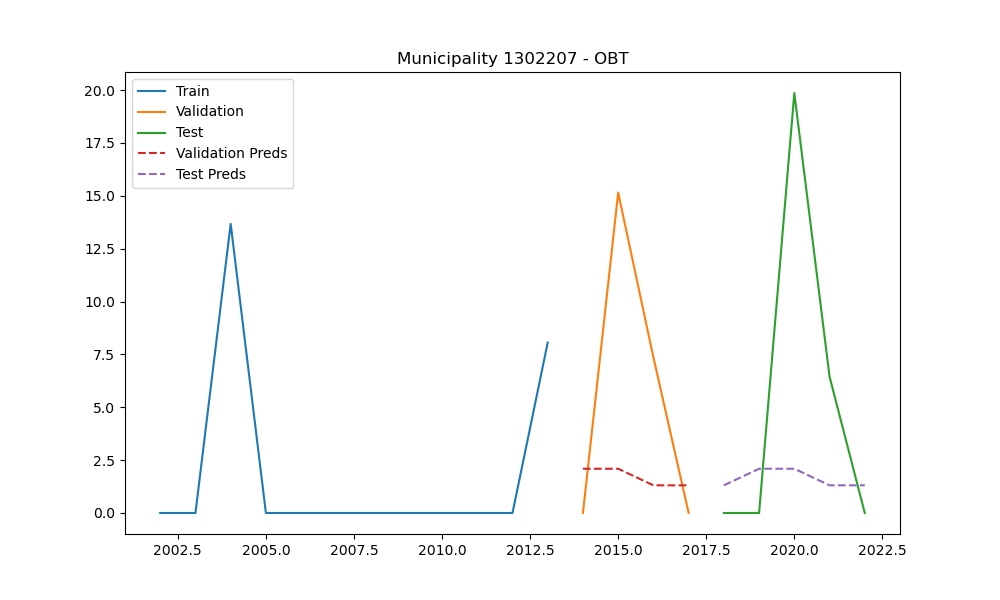 Municipality 1302207 - OBT
Train
Validation
Test
Validation Preds
Test Preds
20.0
17.5
15.0
12.5
10.0
7.5
5.0
2.5
0.0
2002.5 2005.0 2007.5 2010.0 2012.5 2015.0 2017.5 2020.0 2022.5